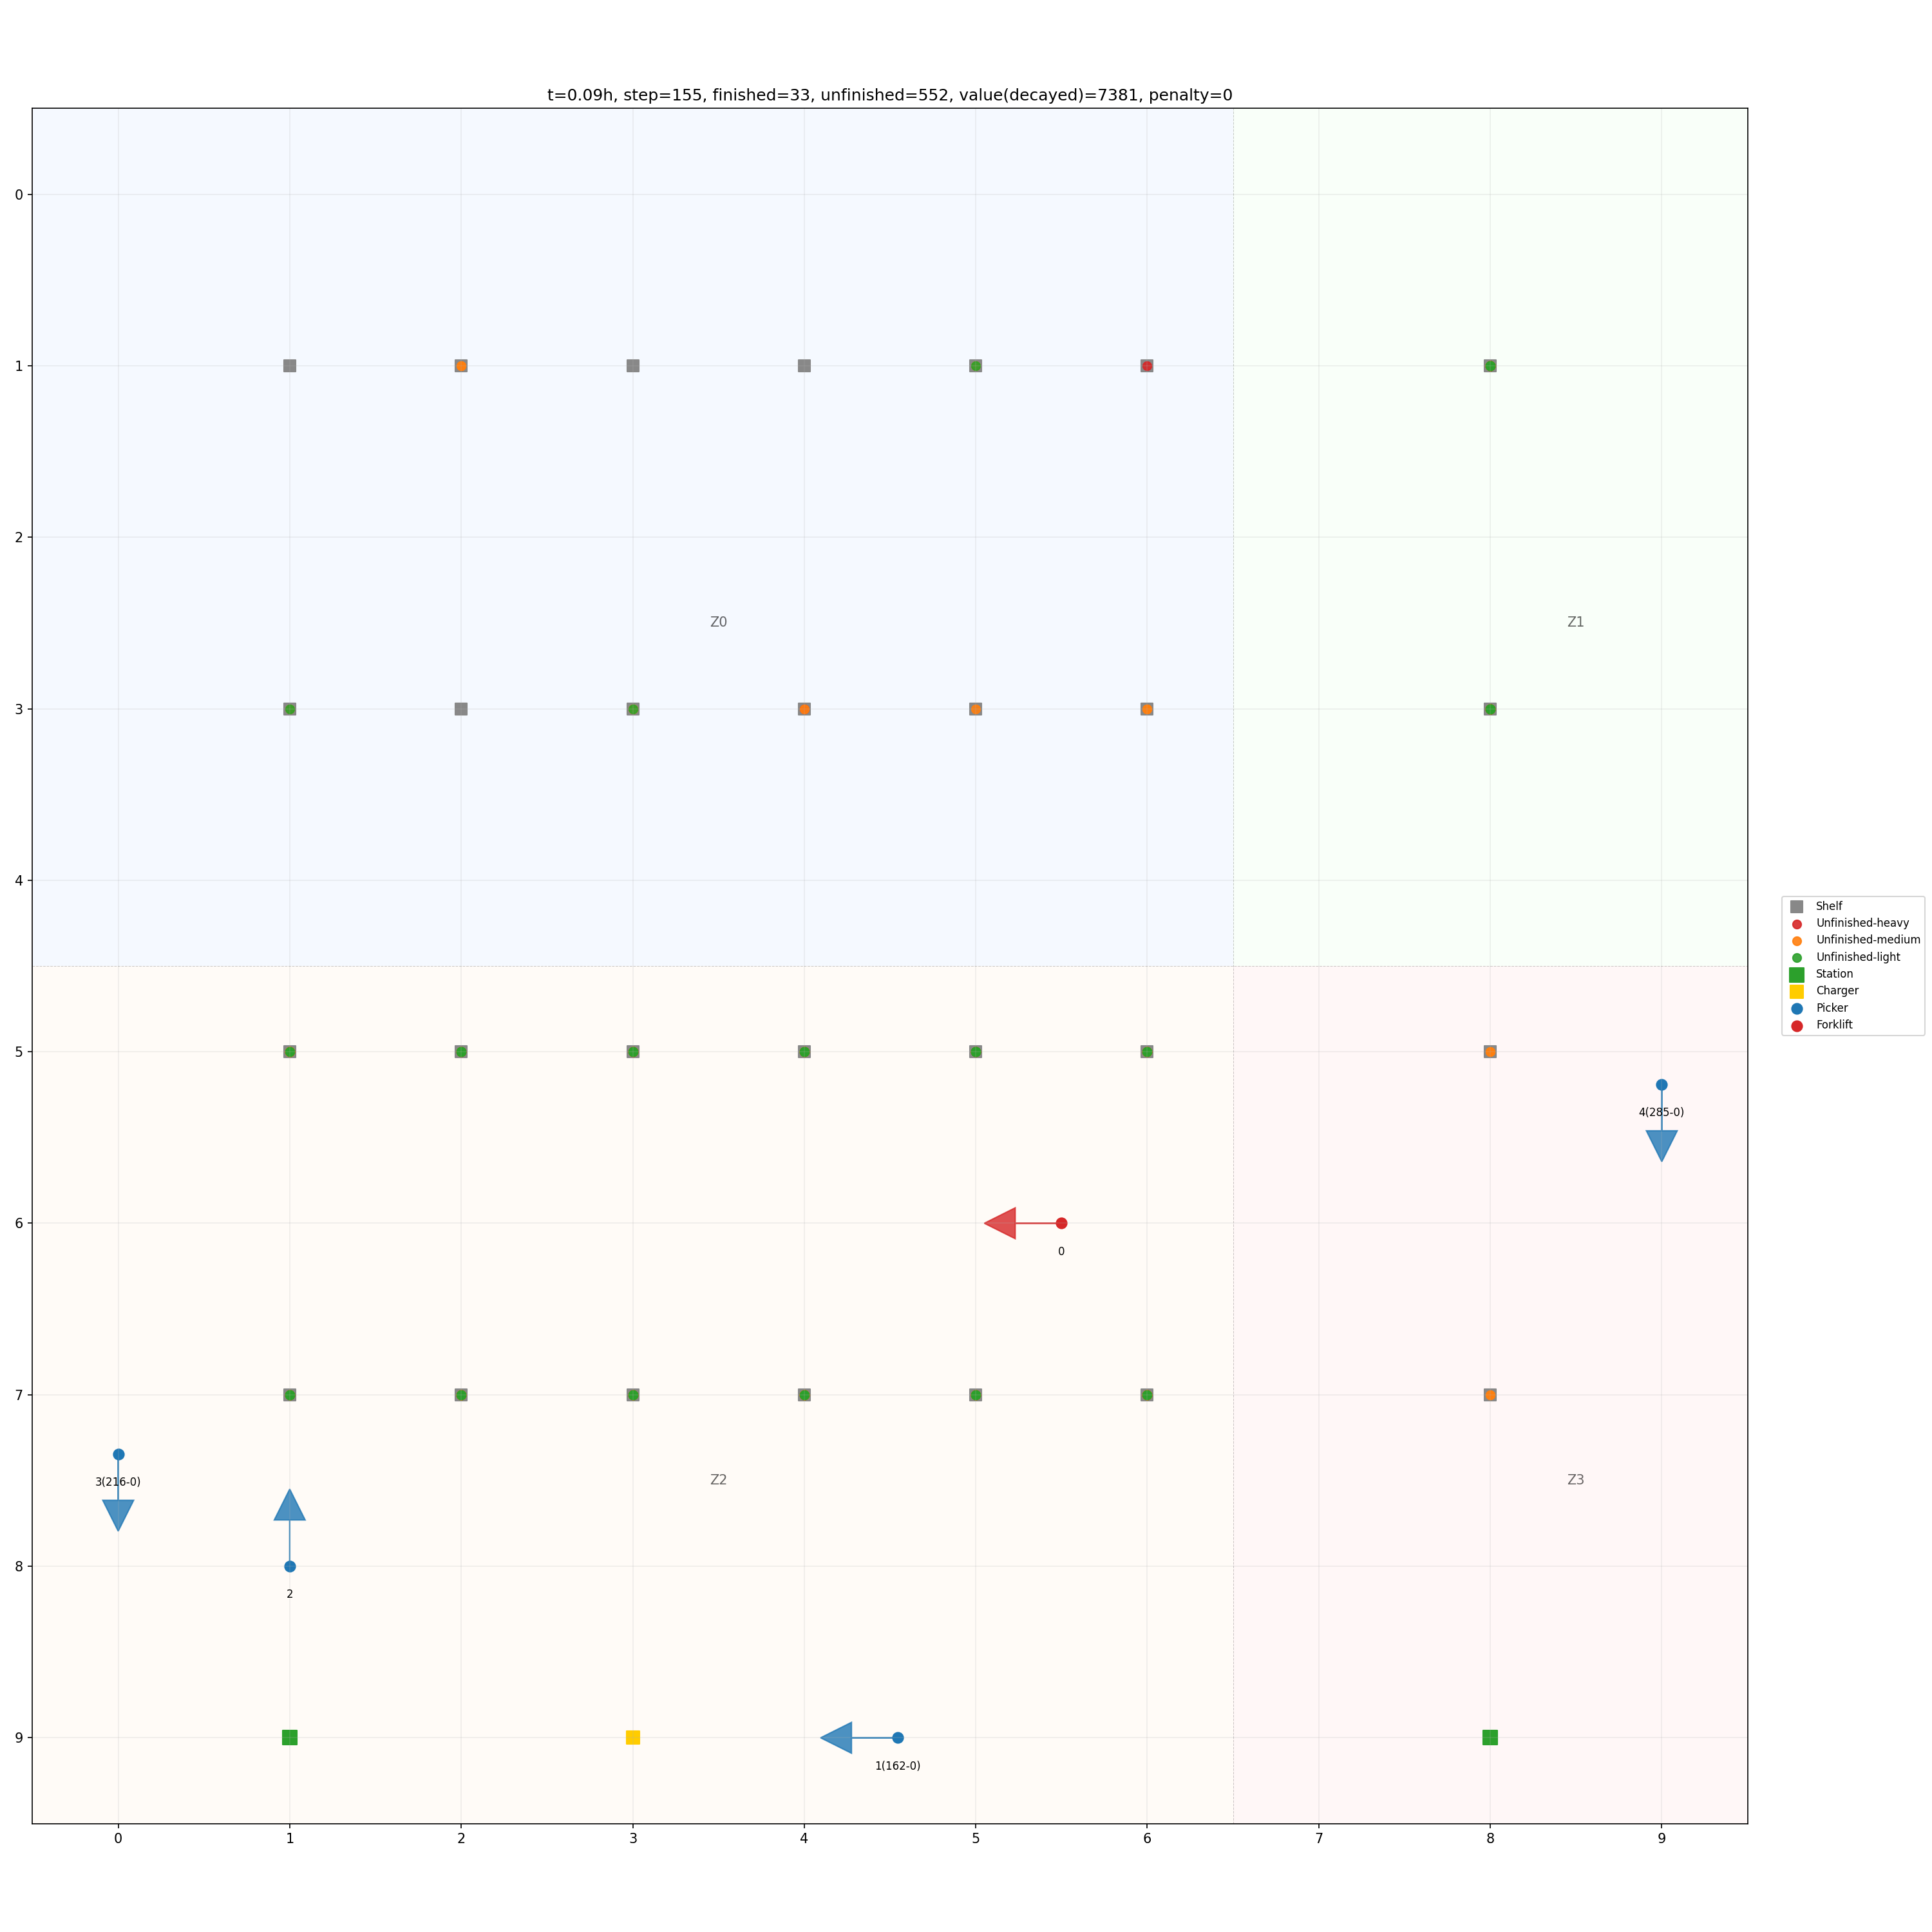 t=0.09h, step=155, finished=33, unfinished=552, value(decayed)=7381, penalty=0
0
1
2
Z0
Z1
3
4
Shelf
Unfinished-heavy
Unfinished-medium
Unfinished-light
Station
Charger
Picker
Forklift
5
4(285-0)
6
0
7
3(216-0)
Z2
Z3
8
2
9
1(162-0)
0 1 2 3 4 5 6 7 8 9